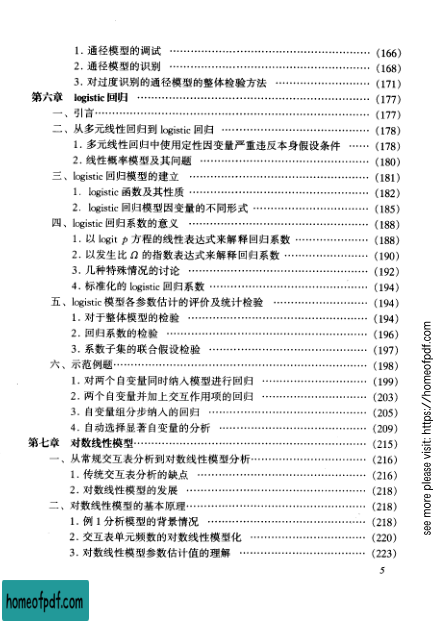 1. 通径模型的调试 ……………………………… (166)
2. 通径模型的识别 ……………………………… (168)
3. 对过度识别的通径模型的整体检验方法 ……………… (171)
第六章 logistic 回归 ……………………………… (177)
一、引言……………………………… (177)
二、从多元线性回归到 logistic 回归 ……………………… (178)
1. 多元线性回归中使用定性因变量严重违反本身假设条件 …… (178)
2. 线性概率模型及其问题 ……………………………… (180)
三、logistic 回归模型的建立 ……………………………… (181)
1. logistic 函数及其性质 ……………………………… (182)
2. logistic 回归模型因变量的不同形式 ……………………… (185)
四、logistic 回归系数的意义 ……………………………… (188)
1. 以 logit p 方程的线性表达式来解释回归系数 ……………… (188)
2. 以发生比 Ω 的指数表达式来解释回归系数 ……………… (190)
3. 几种特殊情况的讨论 ……………………………… (192)
4. 标准化的 logistic 回归系数 ……………………………… (194)
五、logistic 模型各参数估计的评价及统计检验 ……………… (194)
1. 对于整体模型的检验 ……………………………… (194)
2. 回归系数的检验 ……………………………… (196)
3. 系数子集的联合假设检验 ……………………………… (197)
六、示范例题……………………………… (198)
1. 对两个自变量同时纳入模型进行回归 ……………………… (199)
2. 两个自变量并加上交互作用项的回归 ……………………… (203)
3. 自变量组分步纳入的回归 ……………………………… (205)
4. 自动选择显著自变量的分析 ……………………………… (209)
第七章 对数线性模型……………………………… (215)
一、从常规交互表分析到对数线性模型分析……………………… (216)
1. 传统交互表分析的缺点 ……………………………… (216)
2. 对数线性模型的发展 ……………………………… (218)
二、对数线性模型的基本原理……………………………… (218)
1. 例 1 分析模型的背景情况 ……………………………… (218)
2. 交互表单元频数的对数线性模型化 ……………………… (220)
3. 对数线性模型参数估计值的理解 ……………………… (223)
5
homeofpdf.com
see more please visit: https://homeofpdf.com